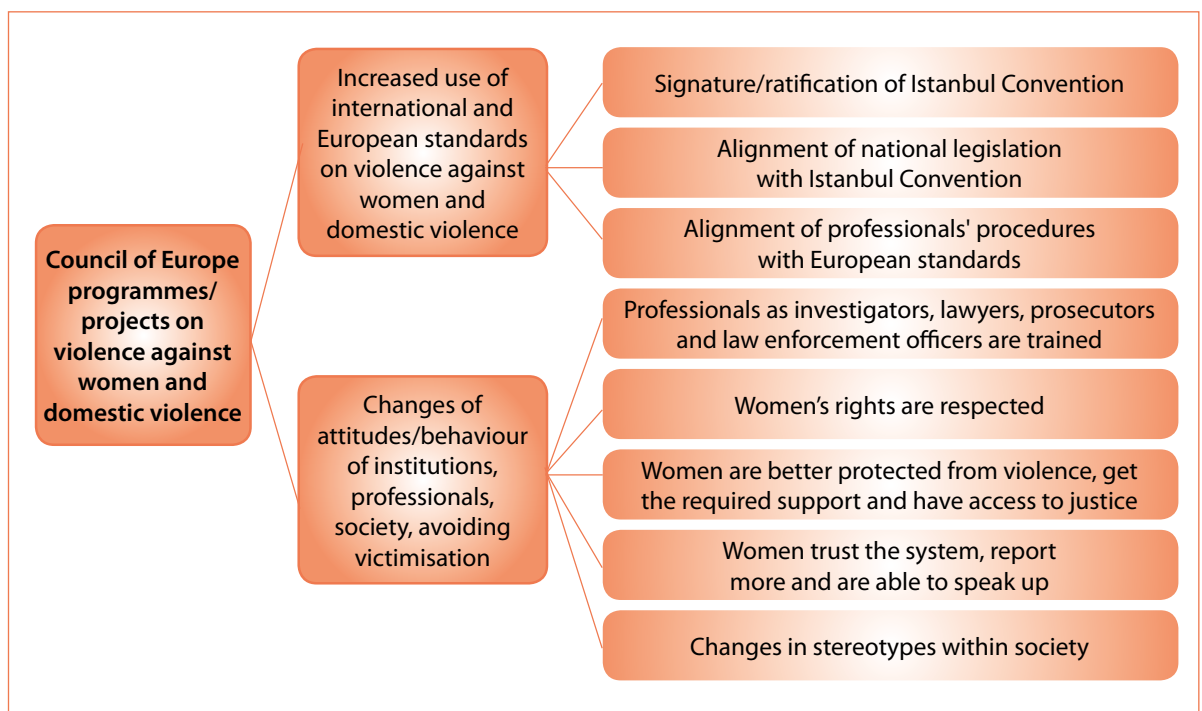 Council of Europe
programmes/
projects on
violence against
women and
domestic violence
Increased use of
international and
European standards
on violence against
women and
domestic violence
Signature/ratification of Istanbul Convention
Alignment of national legislation
with Istanbul Convention
Alignment of professionals' procedures
with European standards
Changes of
attitudes/behaviour
of institutions,
professionals,
society, avoiding
victimisation
Professionals as investigators, lawyers, prosecutors
and law enforcement officers are trained
Women’s rights are respected
Women are better protected from violence, get
the required support and have access to justice
Women trust the system, report
more and are able to speak up
Changes in stereotypes within society